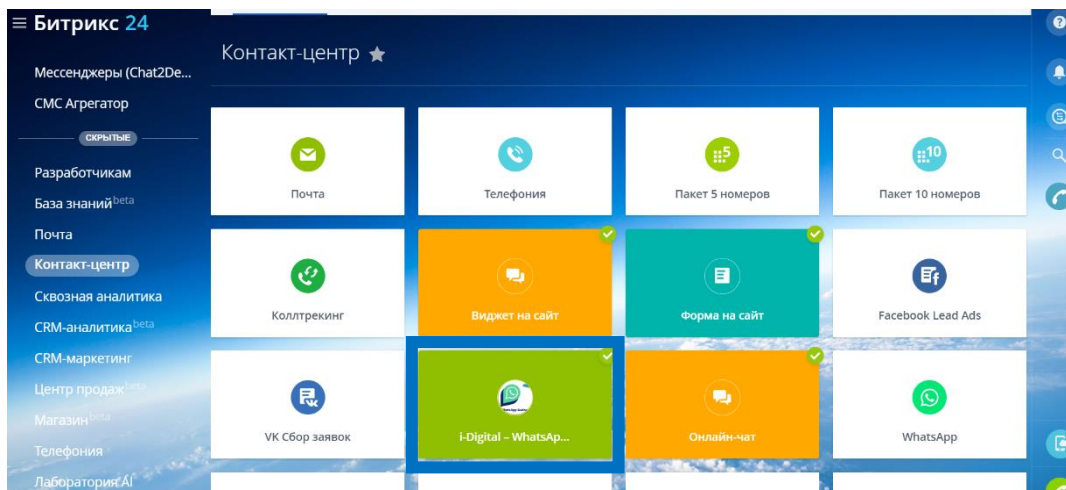 Битрикс 24
Мессенджеры (Chat2De...
СМС Агрегатор
СКРЫТЫЕ
Разработчикам
База знаний beta
Почта
Контакт-центр
Сквозная аналитика
CRM-аналитика beta
CRM-маркетинг
Центр продаж beta
Магазин beta
Телефония
Лаборатория AI
Контакт-центр
Почта
Телефония
5
Пакет 5 номеров
10
Пакет 10 номеров
Коллтрекинг
Виджет на сайт
Форма на сайт
Facebook Lead Ads
VK Сбор заявок
i-Digital – WhatsAp...
Онлайн-чат
WhatsApp